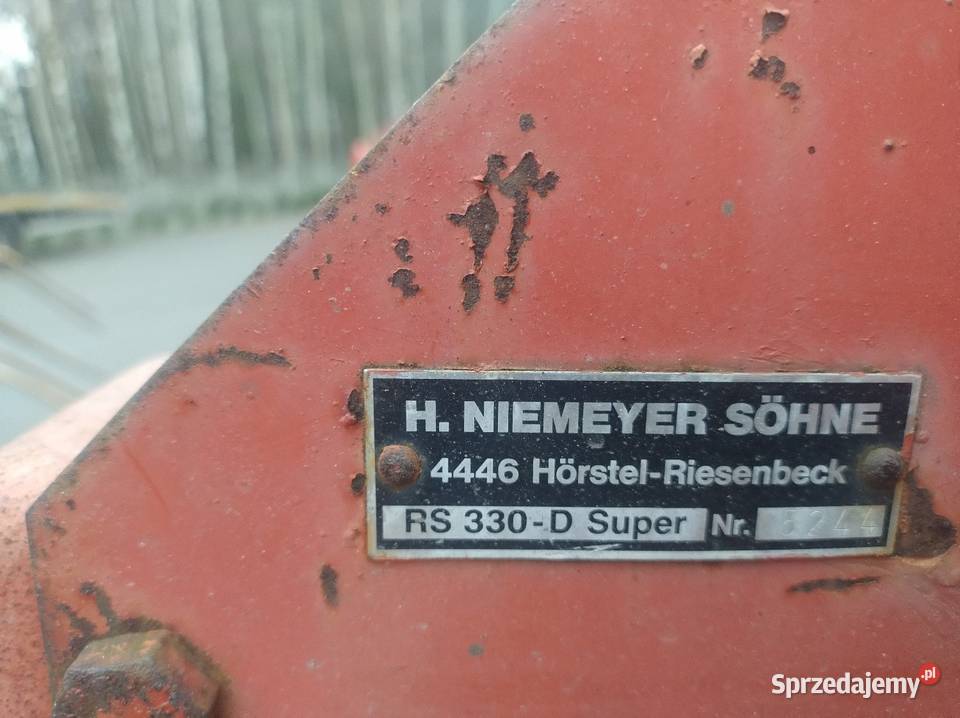 H. NIEMEYER SÖHNE
4446 Hörstel-Riesenbeck
RS 330-D Super Nr.
Sprzedajemy.pl